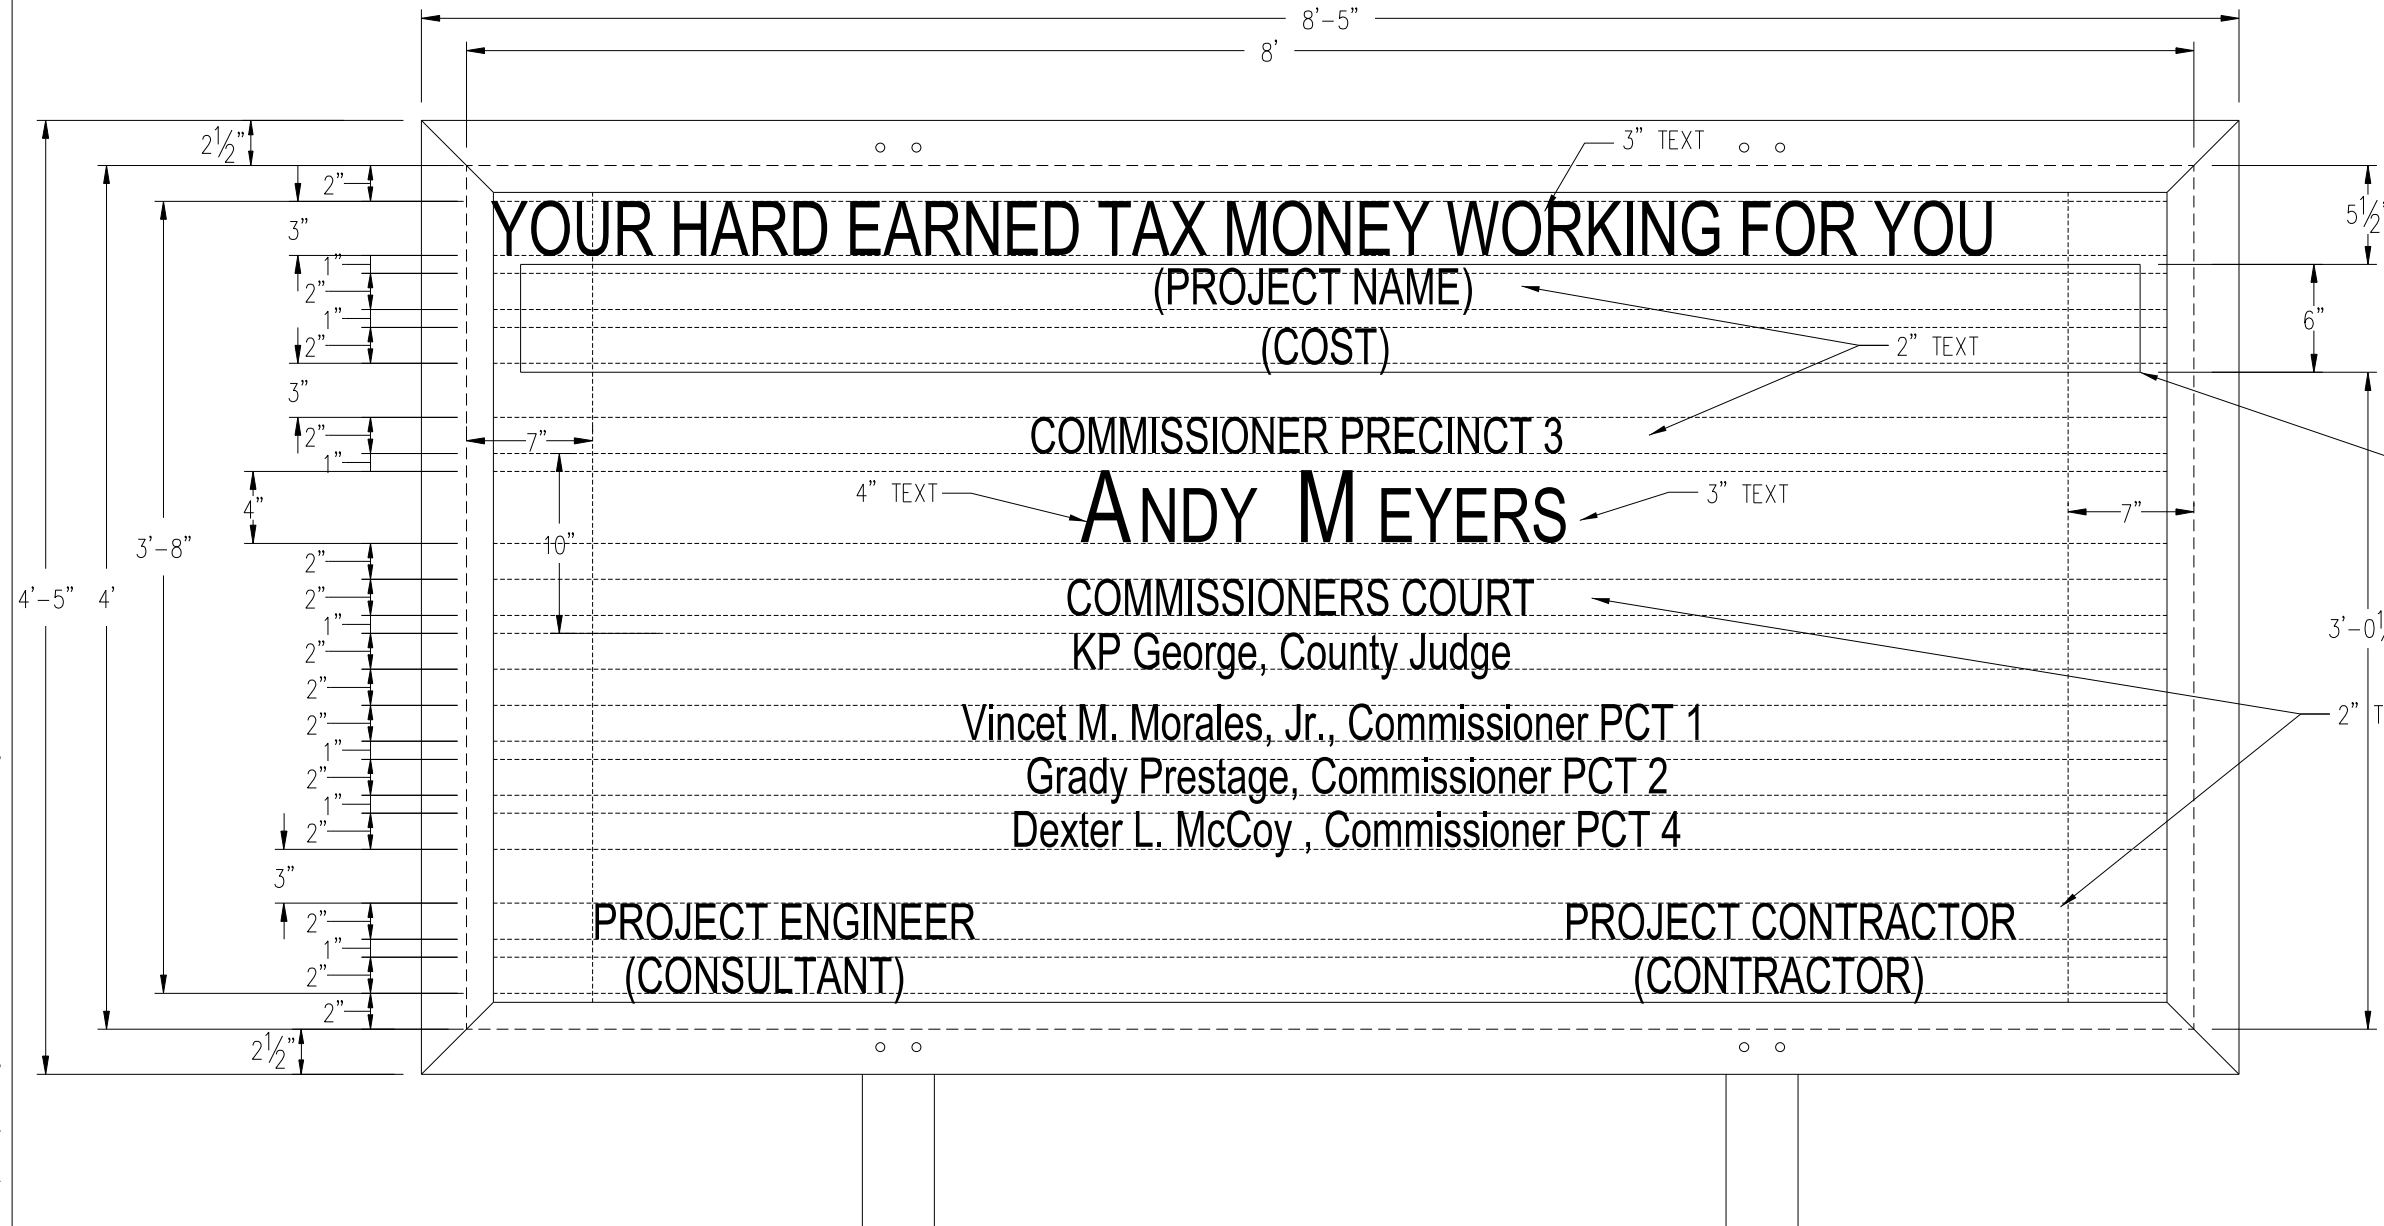 8'-5"
8'
2½"
3" TEXT
2"
5½"
YOUR HARD EARNED TAX MONEY WORKING FOR YOU
3"
1"
(PROJECT NAME)
2"
6"
1"
(COST)
2" TEXT
2"
3"
COMMISSIONER PRECINCT 3
2"
7"
1"
4" TEXT
ANDY MEYERS
3" TEXT
4"
7"
3'-8"
10"
2"
4'-5"
4'
2"
COMMISSIONERS COURT
1"
3'-0
2"
KP George, County Judge
2"
2"
Vincet M. Morales, Jr., Commissioner PCT 1
2"
1"
2"
Grady Prestage, Commissioner PCT 2
1"
2"
Dexter L. McCoy , Commissioner PCT 4
3"
2"
PROJECT ENGINEER
PROJECT CONTRACTOR
1"
2"
(CONSULTANT)
(CONTRACTOR)
2"
2½"